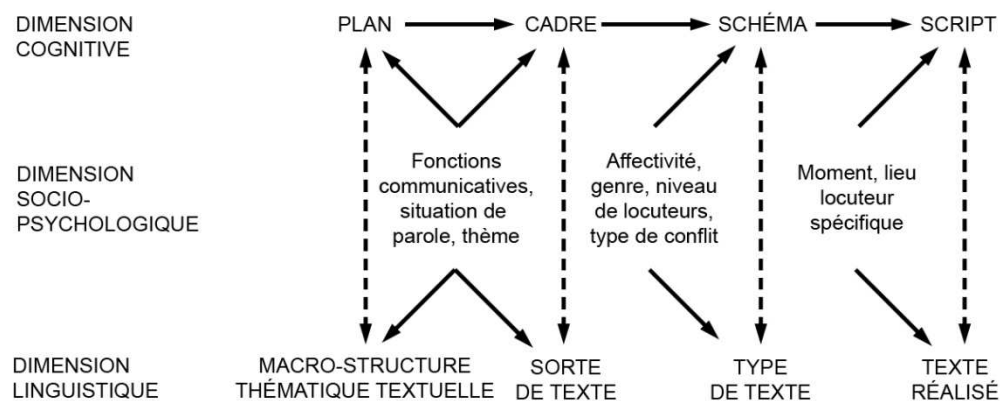 DIMENSION
COGNITIVE
PLAN
CADRE
SCHÉMA
SCRIPT
DIMENSION
SOCIO-
PSYCHOLOGIQUE
Fonctions
communicatives,
situation de
parole, thème
Affectivité,
genre, niveau
de locuteurs,
type de conflit
Moment, lieu
locuteur
spécifique
DIMENSION
LINGUISTIQUE
MACRO-STRUCTURE
THÉMATIQUE TEXTUELLE
SORTE
DE TEXTE
TYPE
DE TEXTE
TEXTE
RÉALISÉ